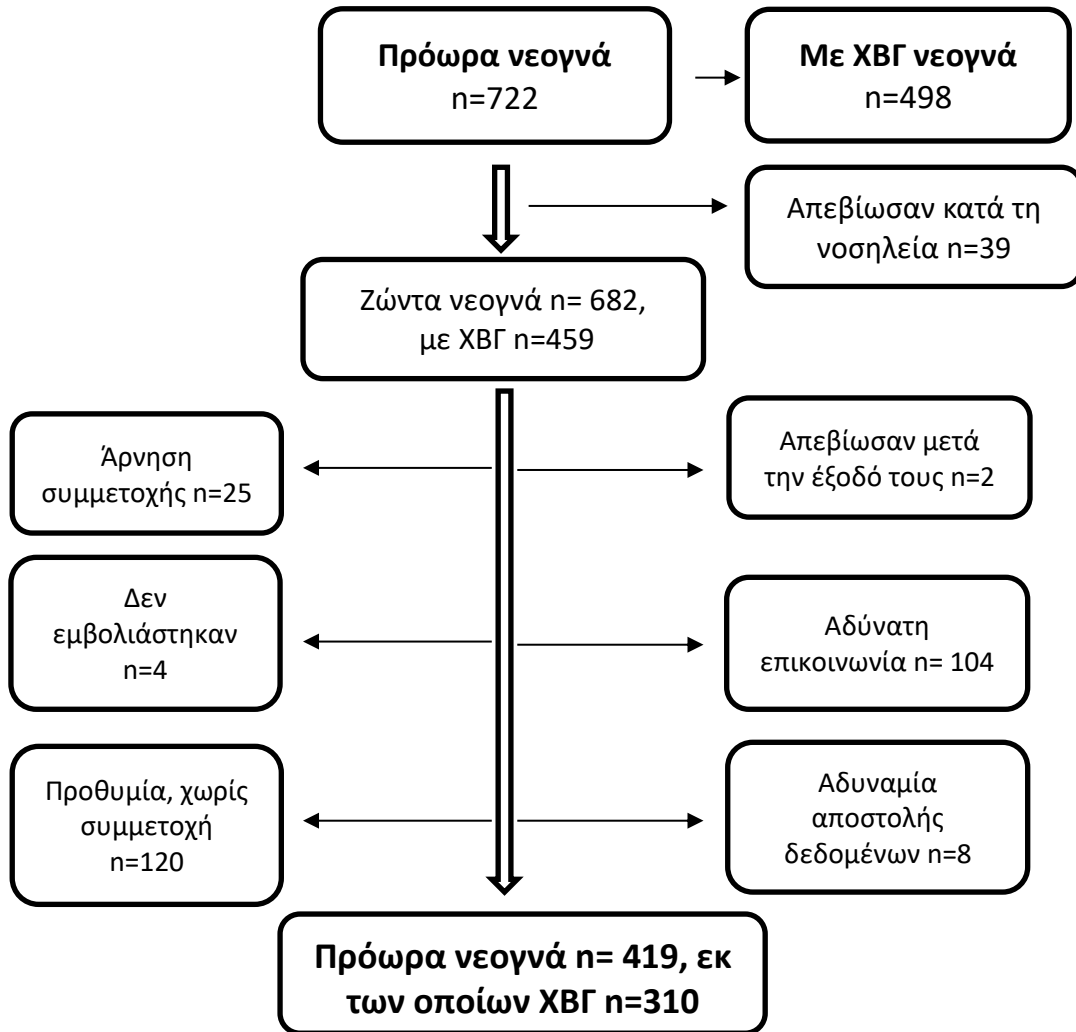 Πρόωρα νεογνά
n=722
Με ΧΒΓ νεογνά
n=498
Απεβίωσαν κατά τη
νοσηλεία n=39
Ζώντα νεογνά n= 682,
με ΧΒΓ n=459
Άρνηση
συμμετοχής n=25
Απεβίωσαν μετά
την έξοδό τους n=2
Δεν
εμβολιάστηκαν
n=4
Αδύνατη
επικοινωνία n= 104
Προθυμία, χωρίς
συμμετοχή
n=120
Αδυναμία
αποστολής
δεδομένων n=8
Πρόωρα νεογνά n= 419, εκ
των οποίων ΧΒΓ n=310